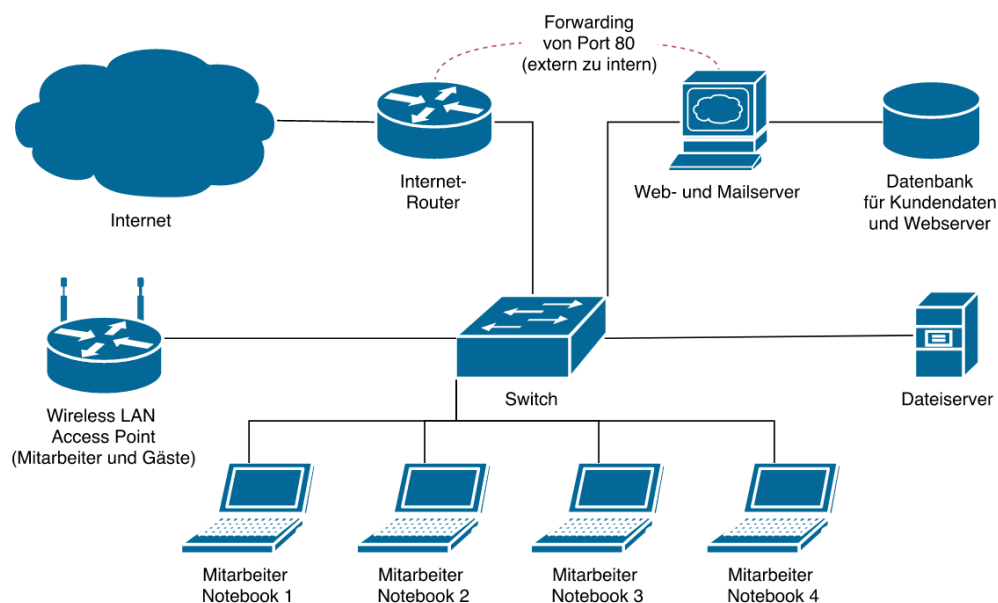 Forwarding
von Port 80
(extern zu intern)
Internet
Internet-
Router
Web- und Mailserver
Datenbank
für Kundendaten
und Webserver
Wireless LAN
Access Point
(Mitarbeiter und Gäste)
Switch
Dateiserver
Mitarbeiter
Notebook 1
Mitarbeiter
Notebook 2
Mitarbeiter
Notebook 3
Mitarbeiter
Notebook 4